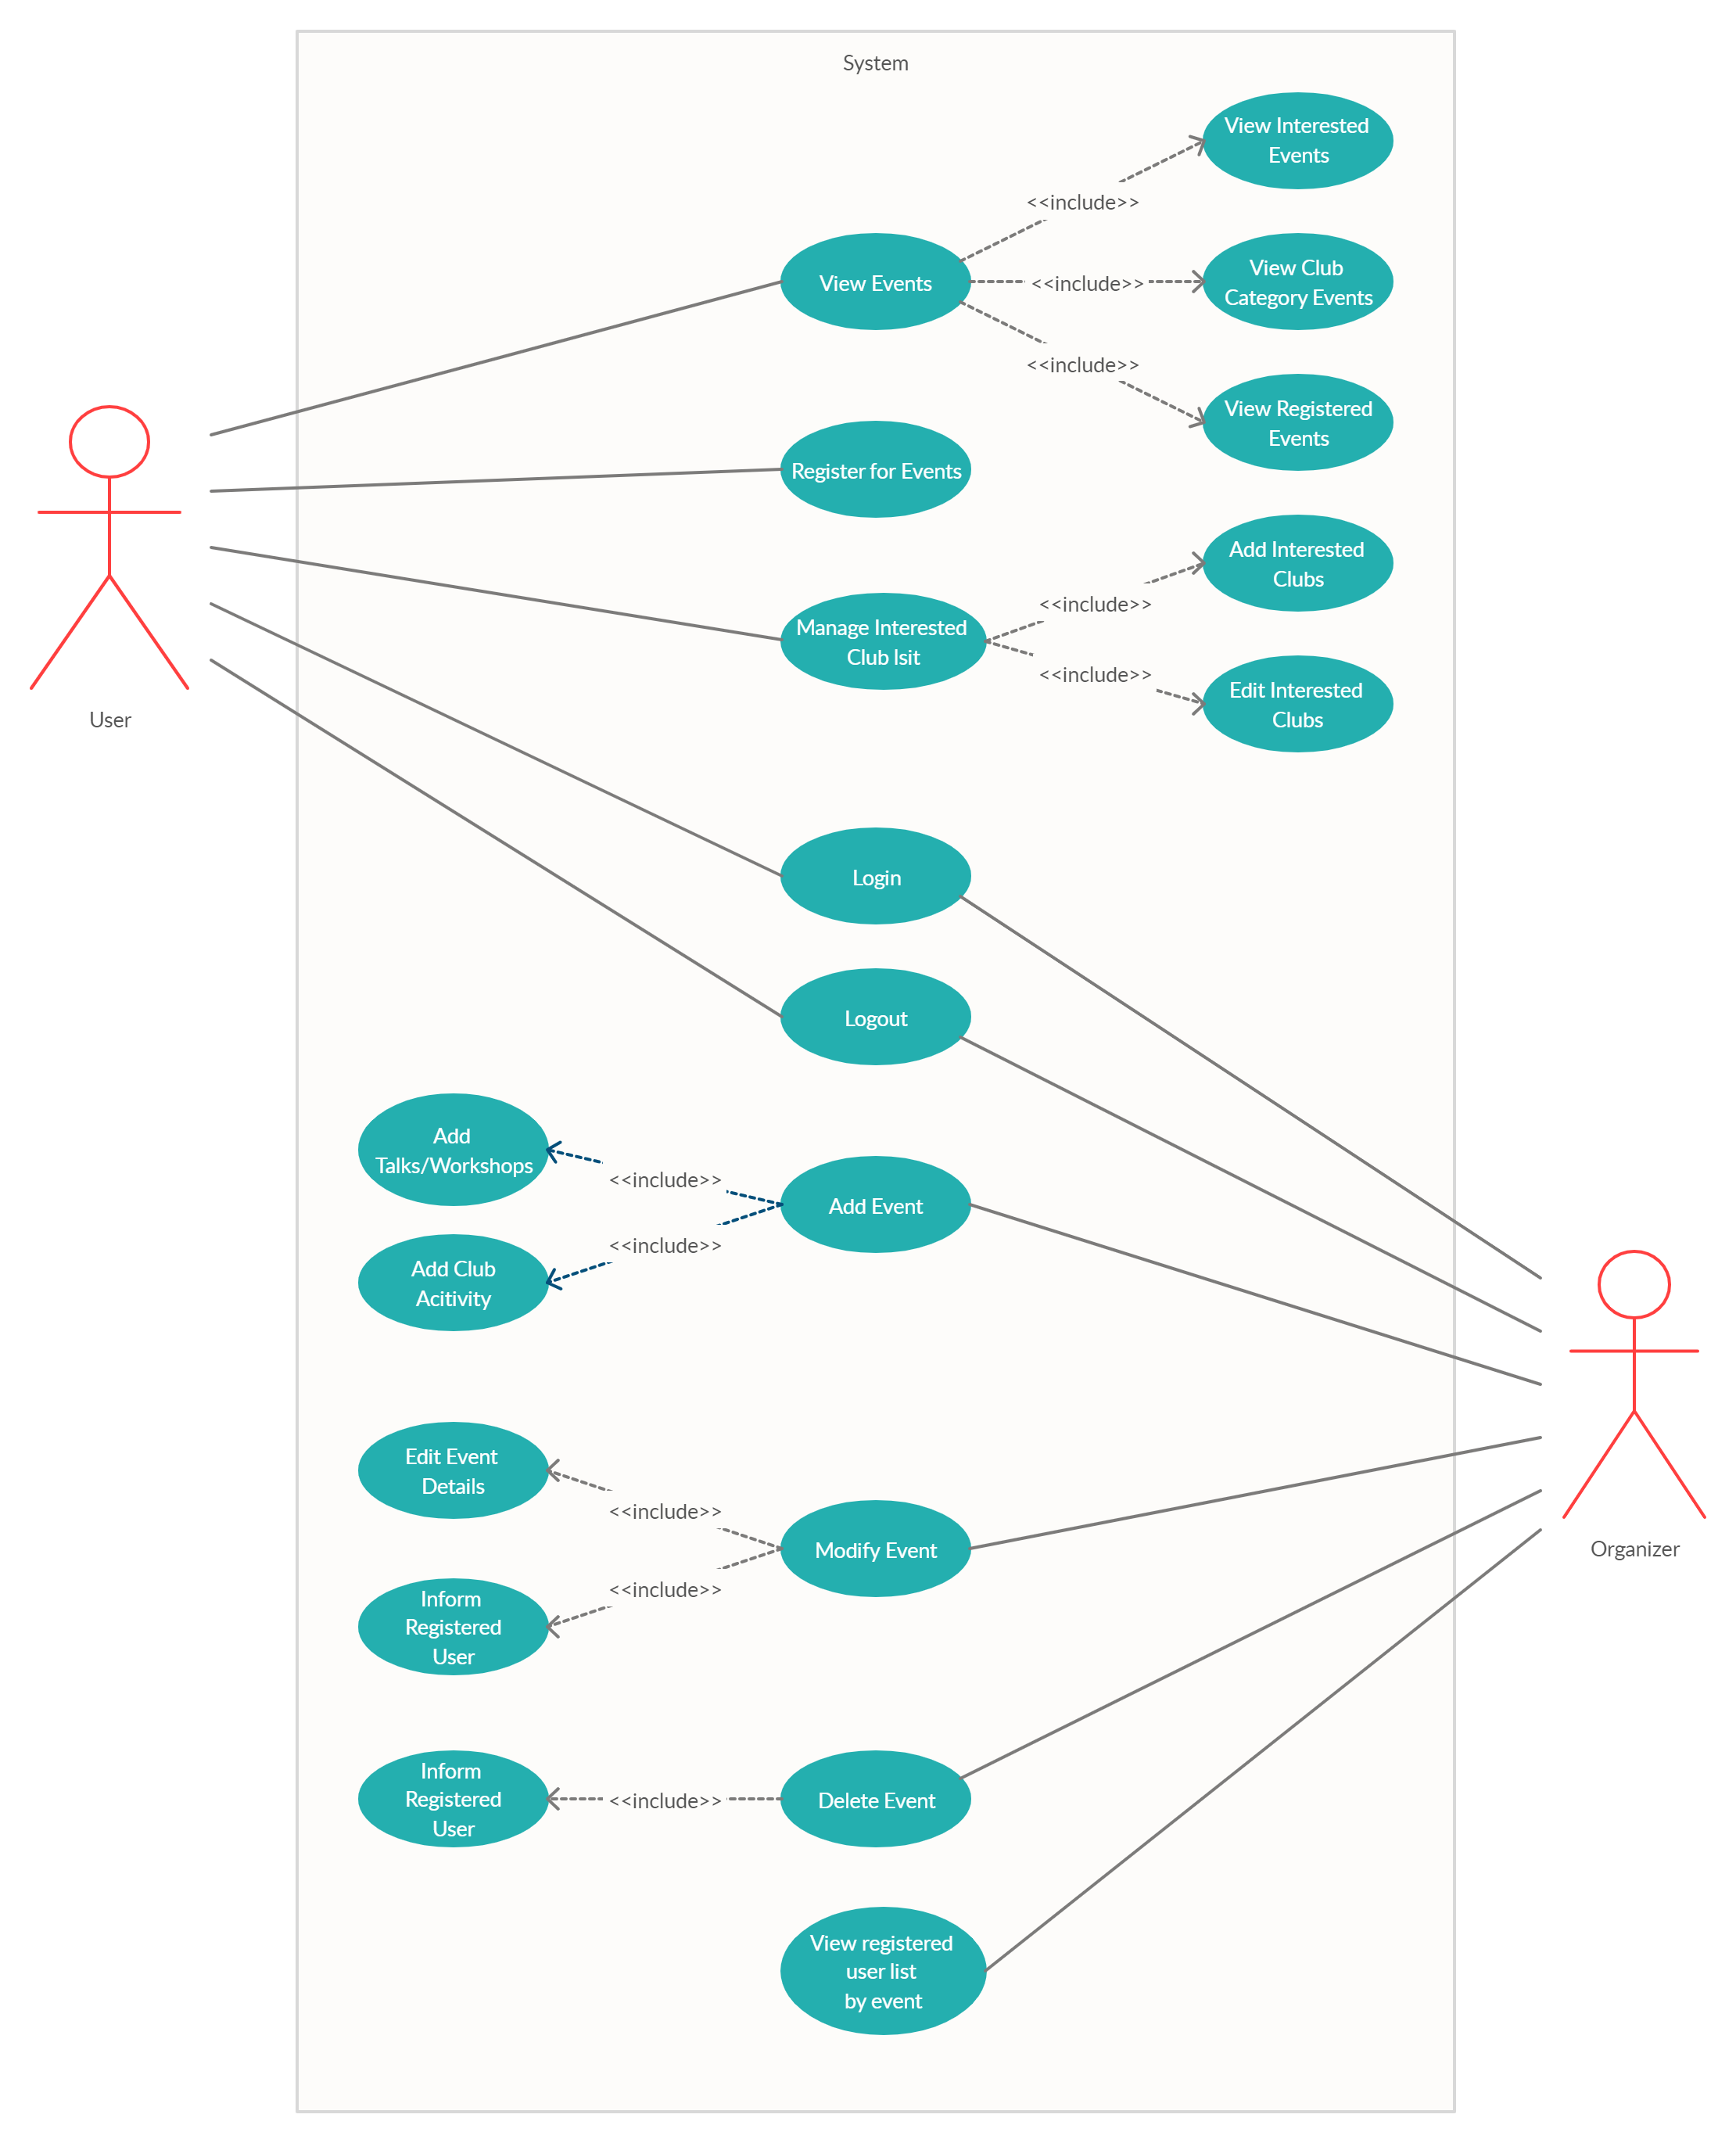 System
View Interested
Events
<<include>>
View Events
<<include>>
View Club
Category Events
<<include>>
View Registered
Events
Register for Events
Add Interested
Clubs
<<include>>
Manage Interested
Club lsit
<<include>>
Edit Interested
Clubs
User
Login
Logout
Add
Talks/Workshops
<<include>>
Add Event
<<include>>
Add Club
Acitivity
Edit Event
Details
<<include>>
Modify Event
Organizer
<<include>>
Inform
Registered
User
Inform
Registered
User
<<include>>
Delete Event
View registered
user list
by event